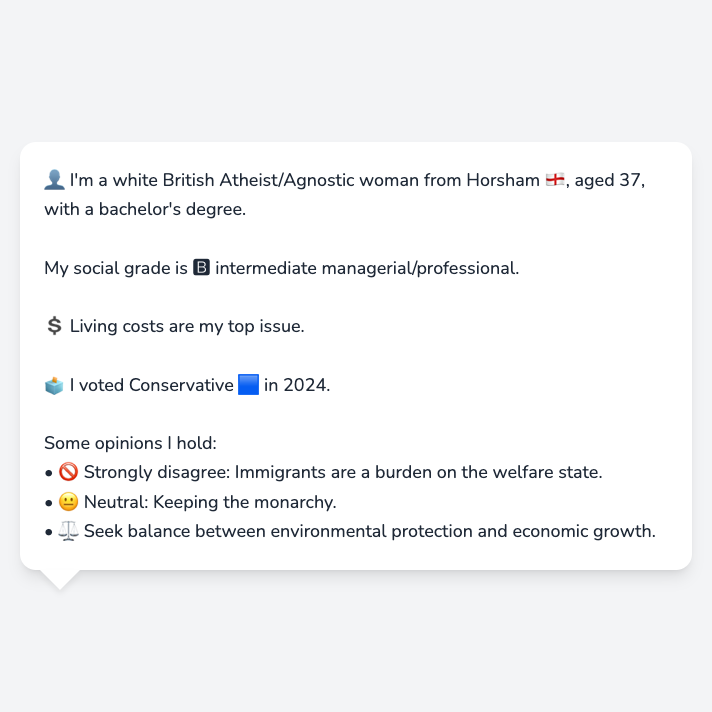 👤 I'm a white British Atheist/Agnostic woman from Horsham 🏴󠁧󠁢󠁥󠁮󠁧󠁿, aged 37,
with a bachelor's degree.
My social grade is 🅱 intermediate managerial/professional.
💲 Living costs are my top issue.
🗳️ I voted Conservative 🟦 in 2024.
Some opinions I hold:
• 🚫 Strongly disagree: Immigrants are a burden on the welfare state.
• 😐 Neutral: Keeping the monarchy.
• ⚖️ Seek balance between environmental protection and economic growth.